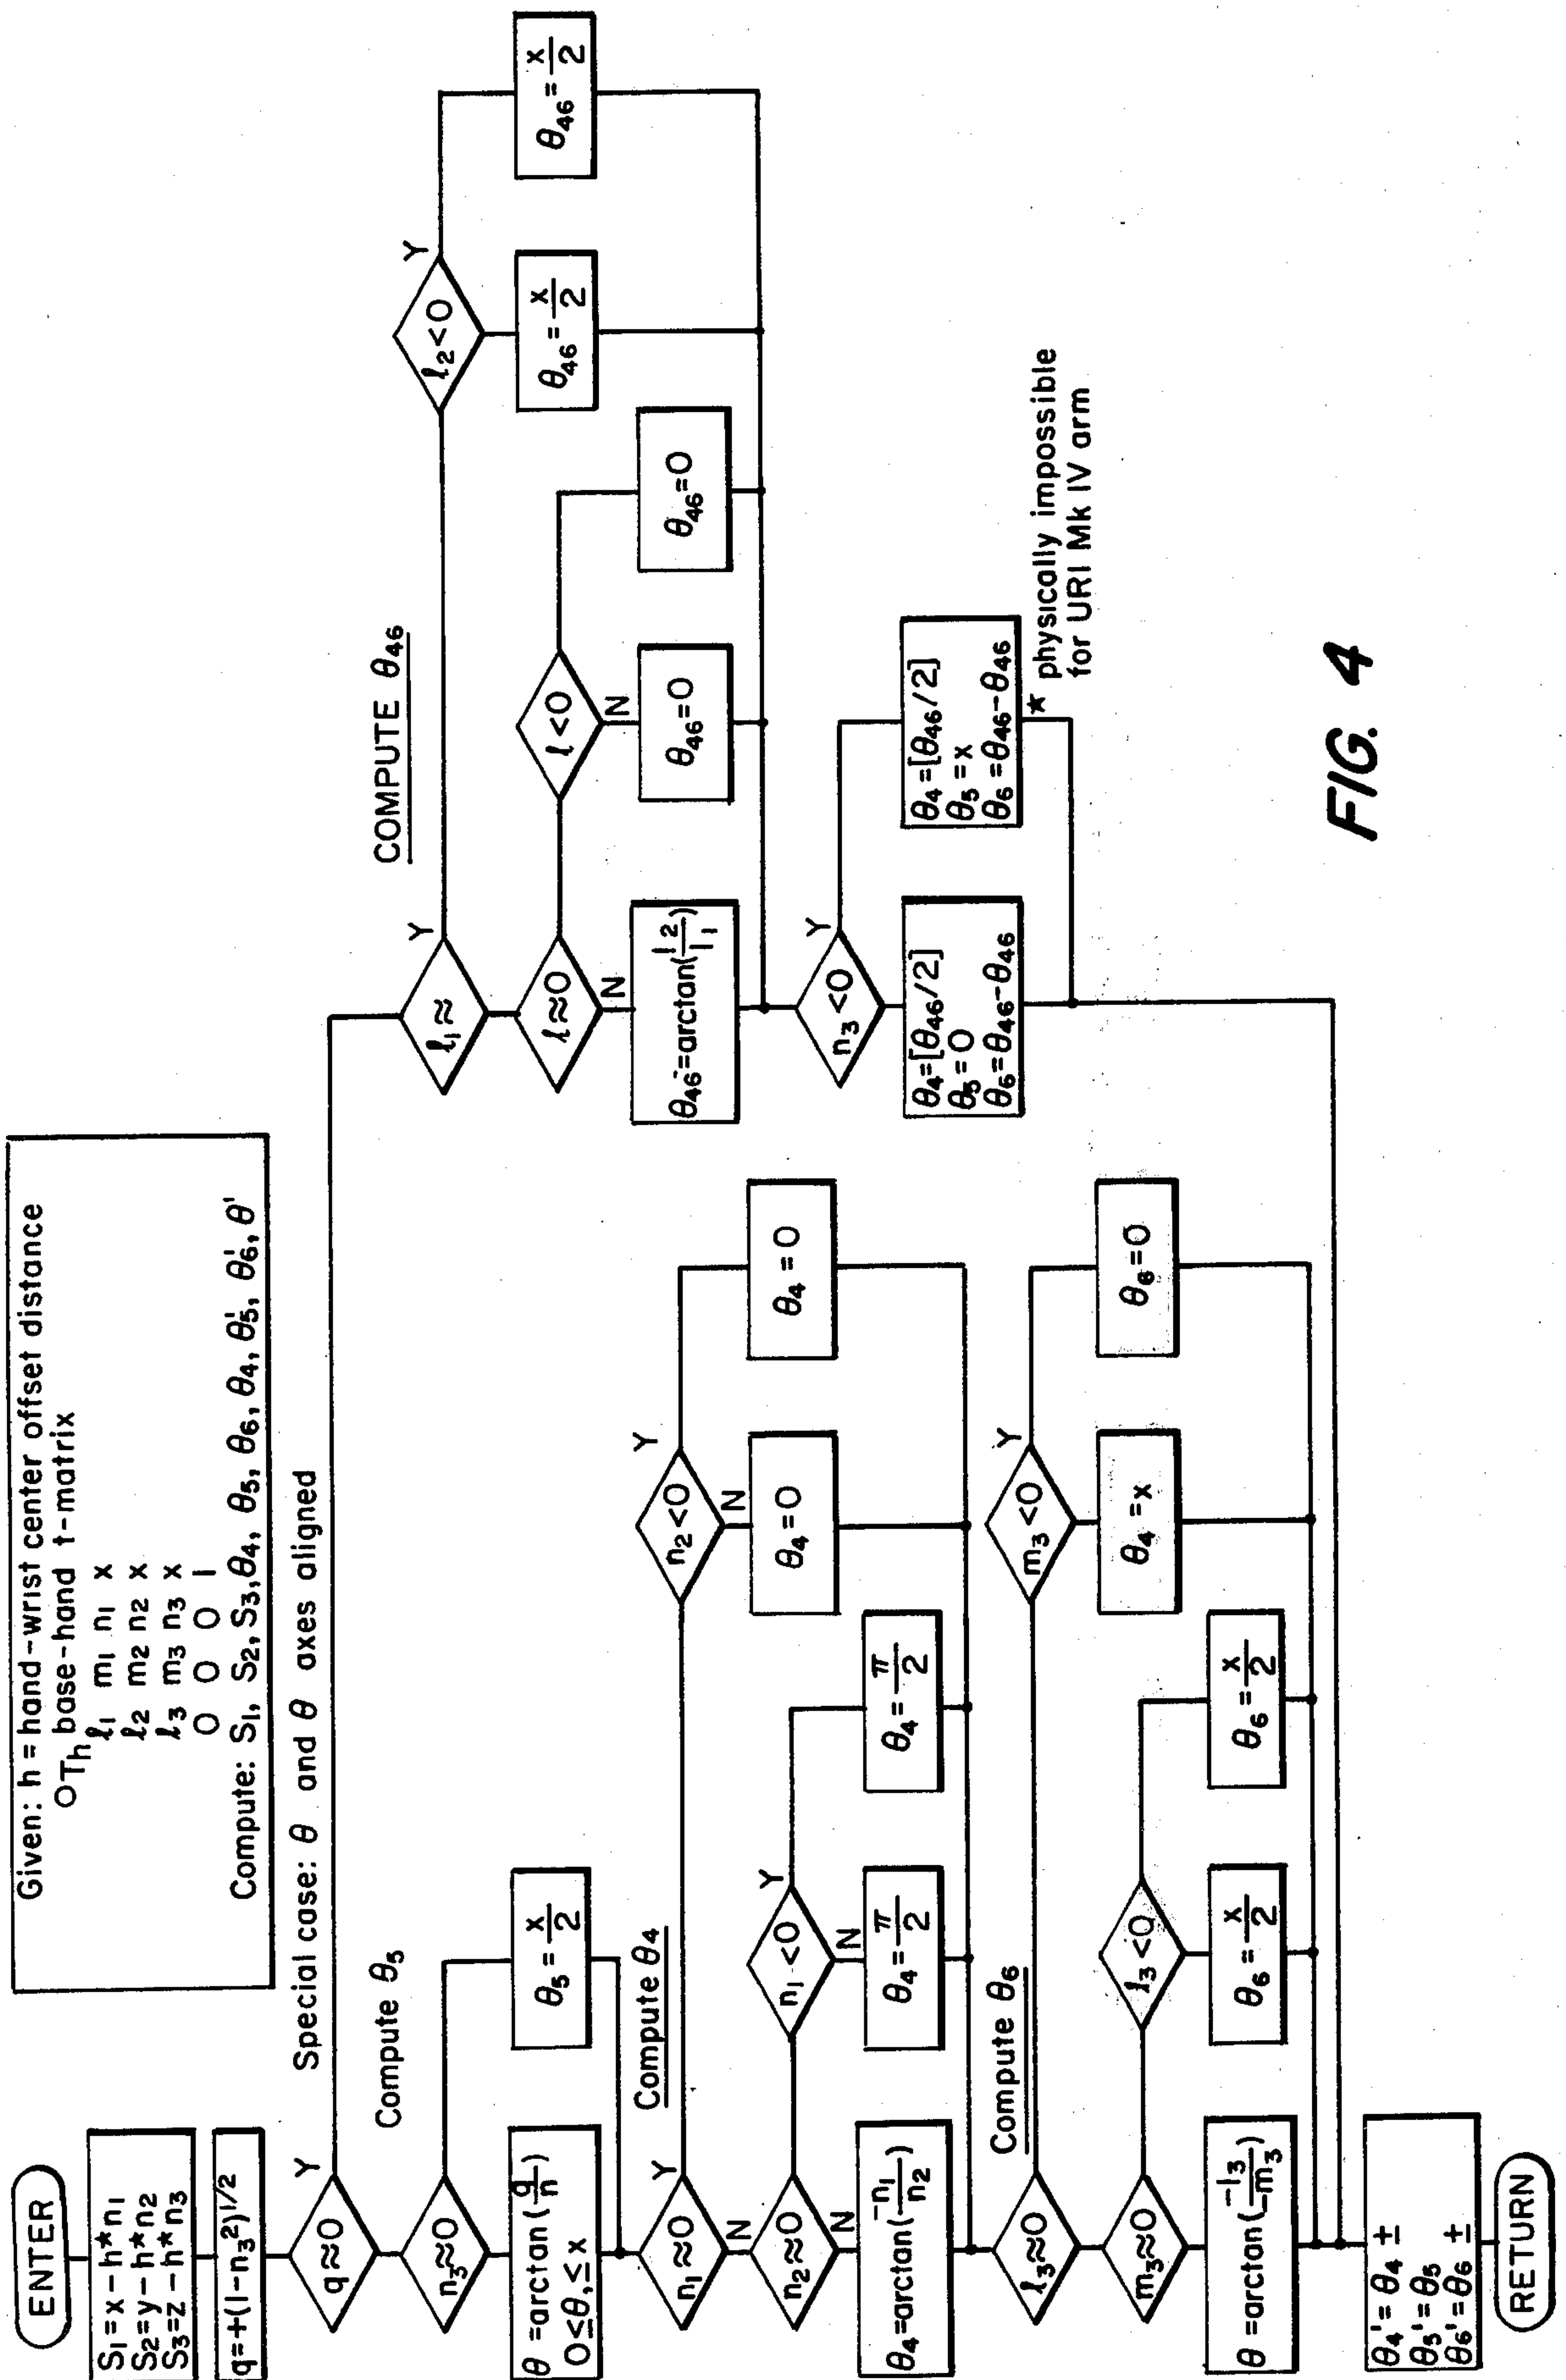 Given: h = hand-wrist center offset distance
OTh base-hand t-matrix
ℓ1 m1 n1 x
ℓ2 m2 n2 x
ℓ3 m3 n3 x
0 0 0 1
Compute: S1, S2, S3, θ4, θ5, θ6, θ4, θ5', θ6', θ'
ENTER
S1=x-h*n1
S2=y-h*n2
S3=z-h*n3
q=+(1-n3²)^1/2
q≈0
Y
Special case: θ and θ axes aligned
Compute θ5
n3≈0
θ=arctan(q/n)
0≤θ,≤x
θ5=x/2
Compute θ4
n1≈0
Y
N
n2<0
Y
N
θ4=0
θ4=0
n2≈0
N
n1<0
Y
N
θ4=π/2
θ4=π/2
θ4=arctan(-n1/n2)
Compute θ6
ℓ3≈0
m3<0
Y
θ4=x
θ6=0
m3≈0
ℓ3<0
θ6=x/2
θ6=x/2
θ=arctan(-l3/-m3)
θ4'=θ4 ±
θ5'=θ5
θ6'=θ6 ±
RETURN
COMPUTE θ46
ℓ1≈
Y
ℓ2<0
Y
θ46=x/2
θ46=x/2
ℓ≈0
N
ℓ<0
N
θ46=0
θ46=0
θ46=arctan(l2/l1)
n3<0
Y
θ4=[θ46/2]
θ5=0
θ6=θ46-θ46
θ4=[θ46/2]
θ5=x
θ6=θ46-θ46
* physically impossible
for URI Mk IV arm
FIG. 4